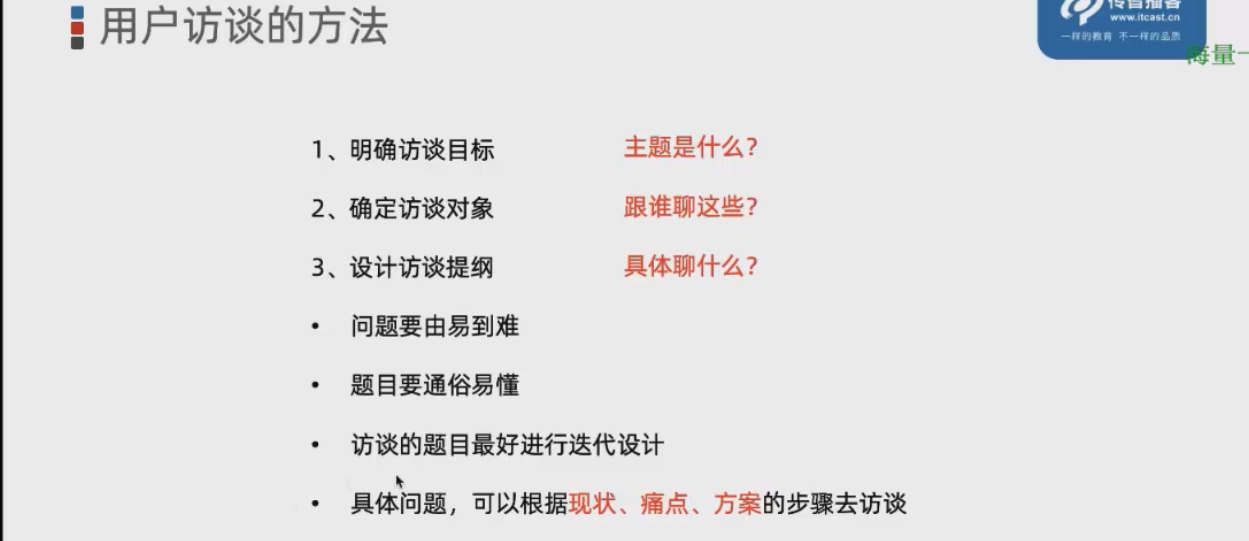 用户访谈的方法
传智播客
www.itcast.cn
一样的教育 不一样的品质
海量
1、明确访谈目标 主题是什么?
2、确定访谈对象 跟谁聊这些?
3、设计访谈提纲 具体聊什么?
• 问题要由易到难
• 题目要通俗易懂
• 访谈的题目最好进行迭代设计
• 具体问题，可以根据现状、痛点、方案的步骤去访谈